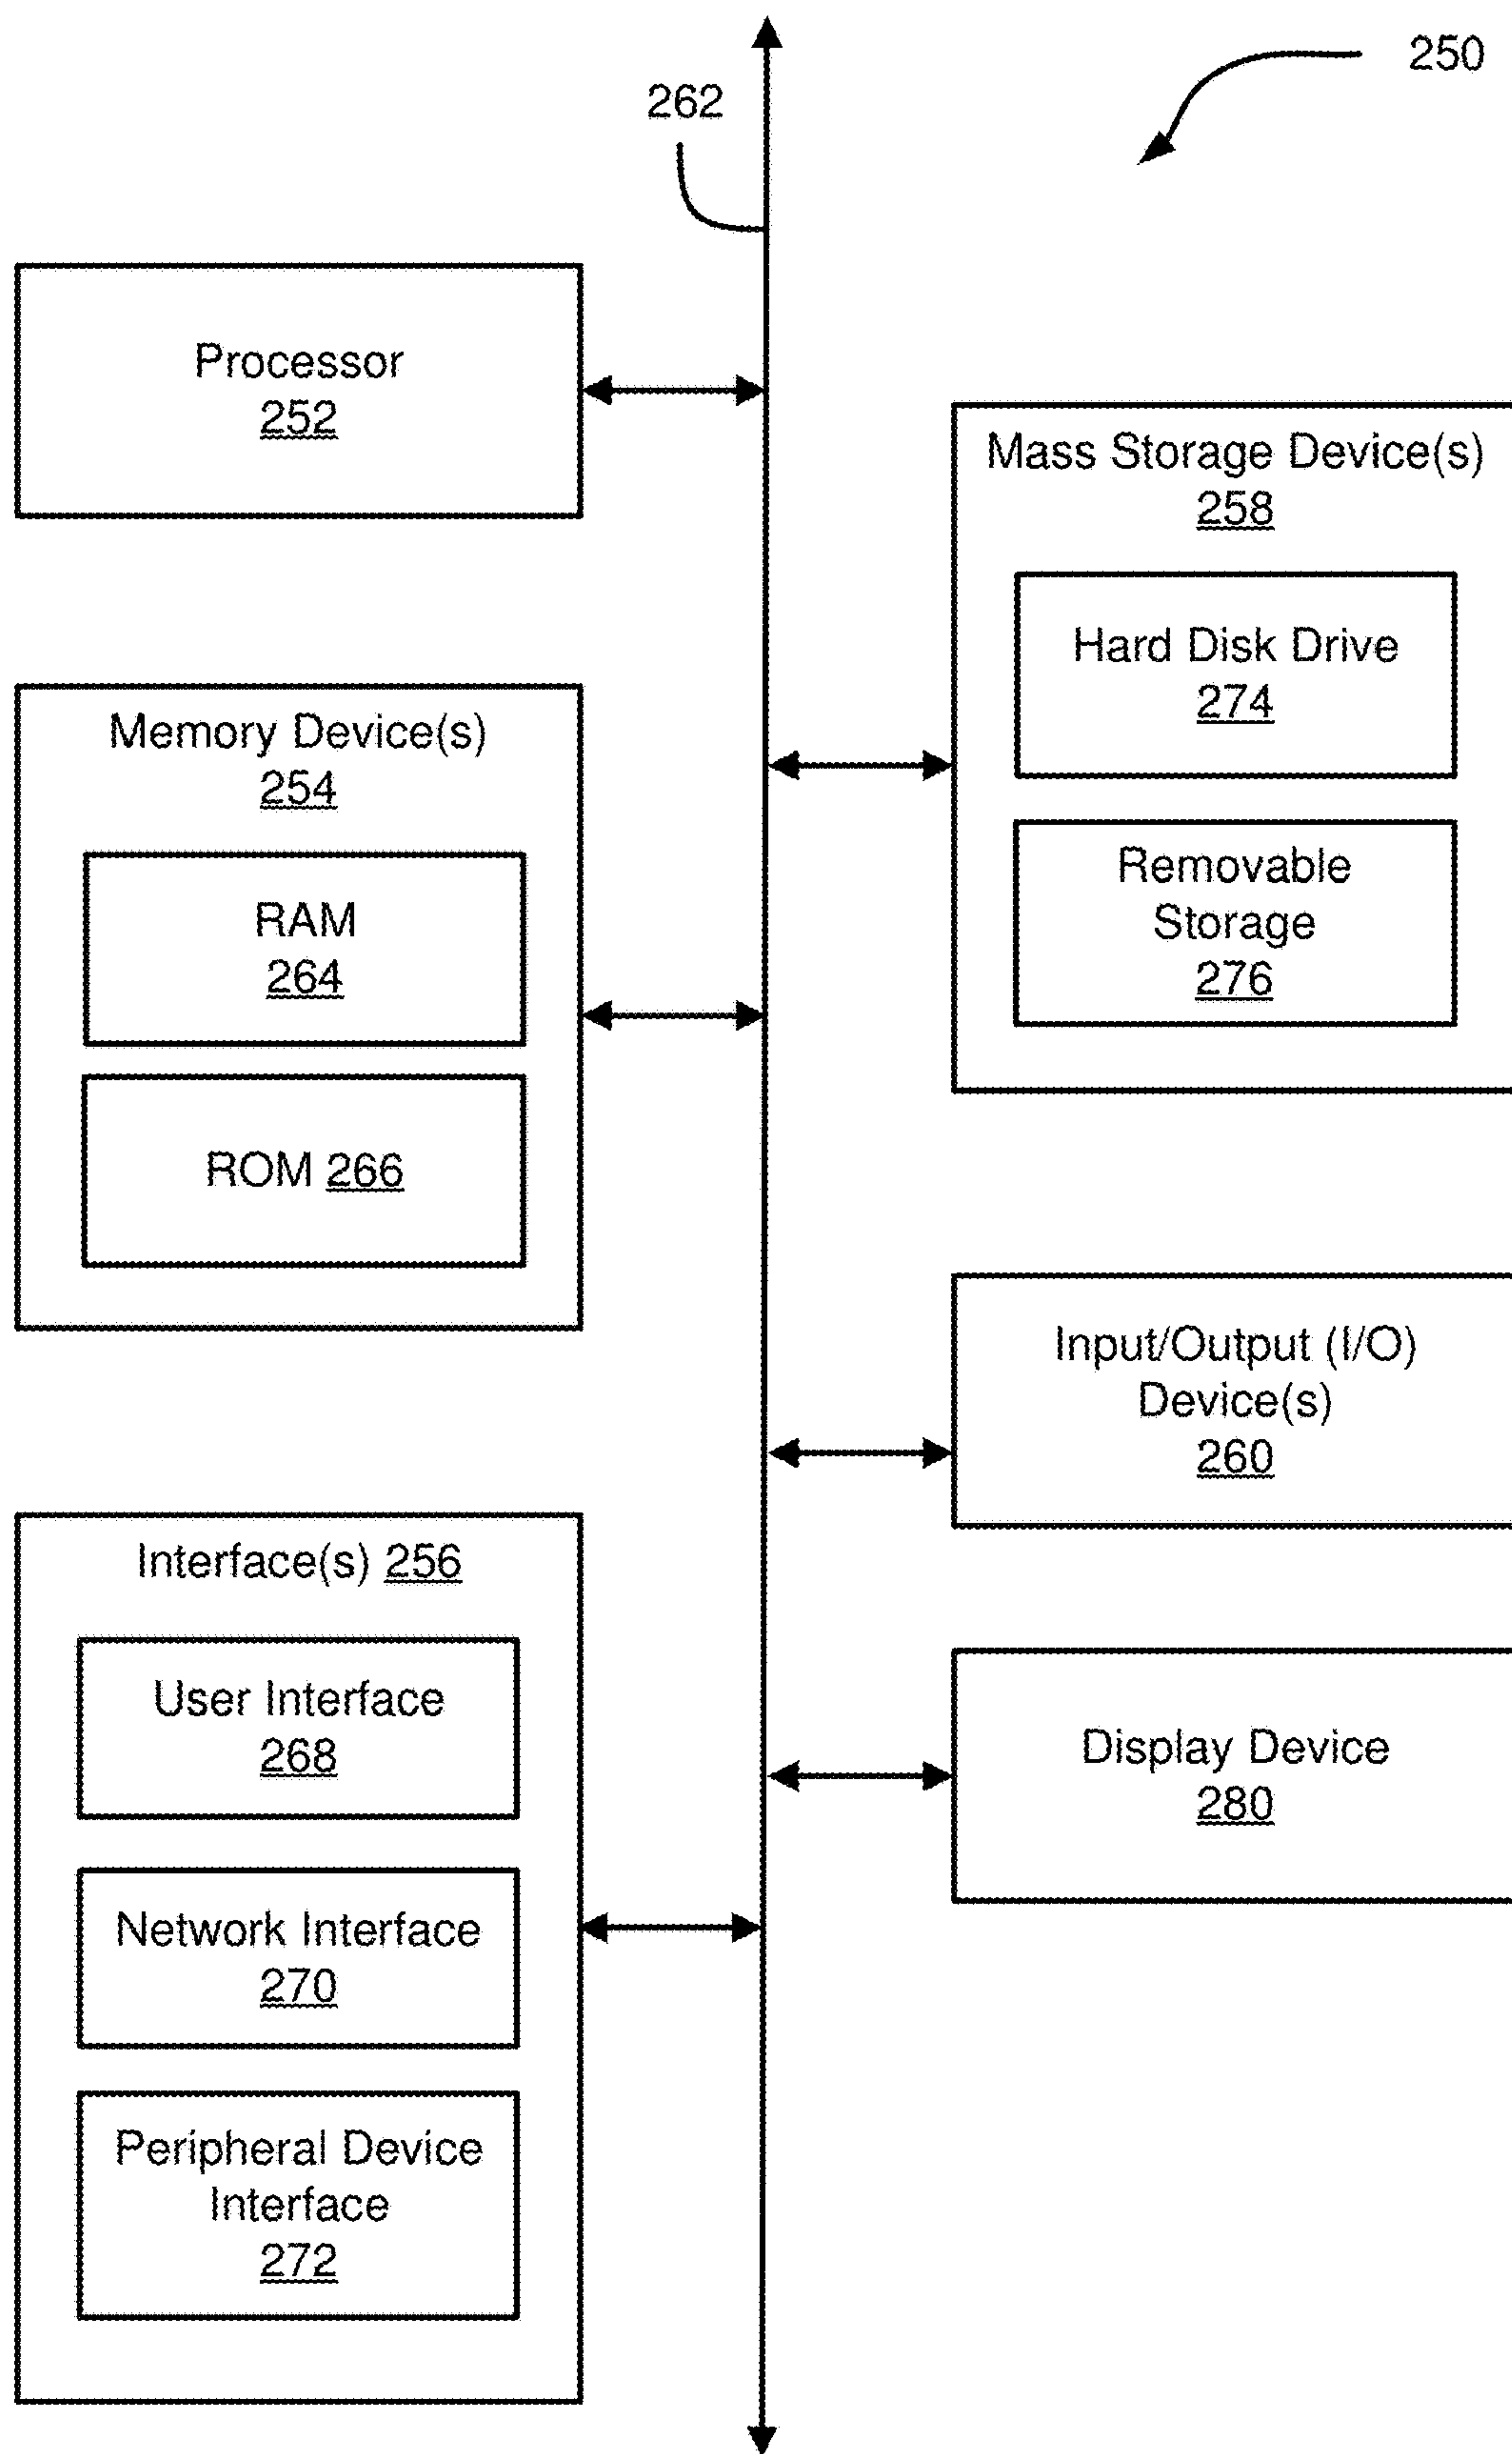 250
262
Processor
252
Mass Storage Device(s)
258
Hard Disk Drive
274
Removable
Storage
276
Memory Device(s)
254
RAM
264
ROM 266
Input/Output (I/O)
Device(s)
260
Interface(s) 256
User Interface
268
Network Interface
270
Peripheral Device
Interface
272
Display Device
280